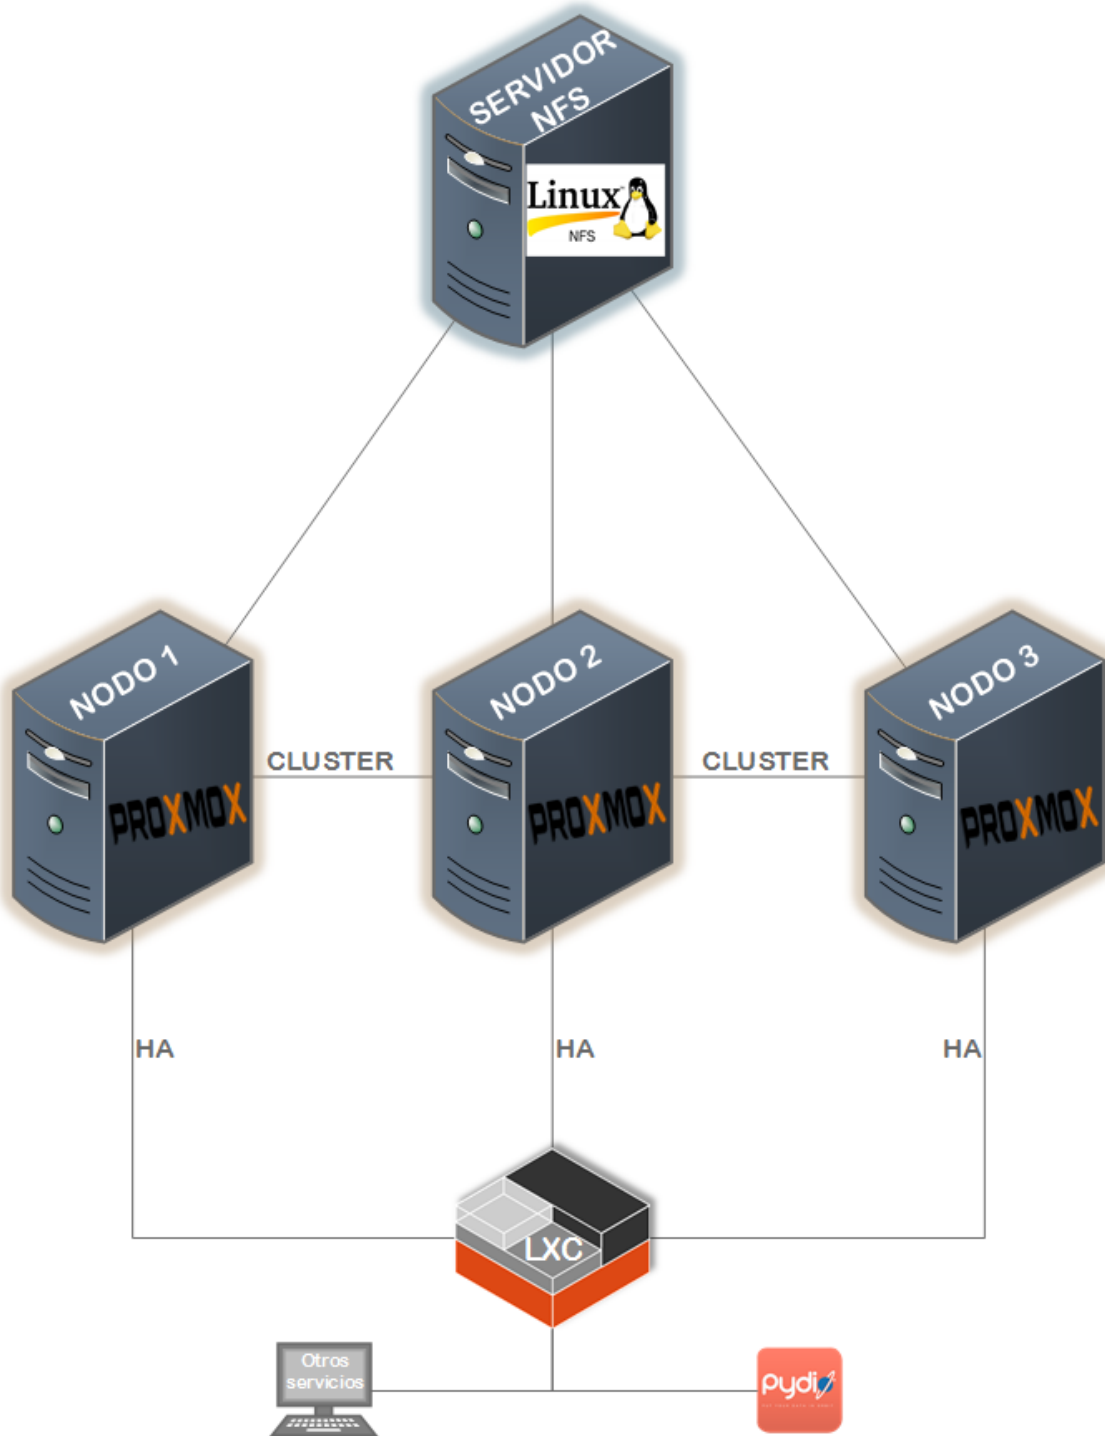 SERVIDOR
NFS
Linux
NFS
NODO 1
NODO 2
NODO 3
CLUSTER
CLUSTER
PROXMOX
PROXMOX
PROXMOX
HA
HA
HA
LXC
Otros
servicios
pydio